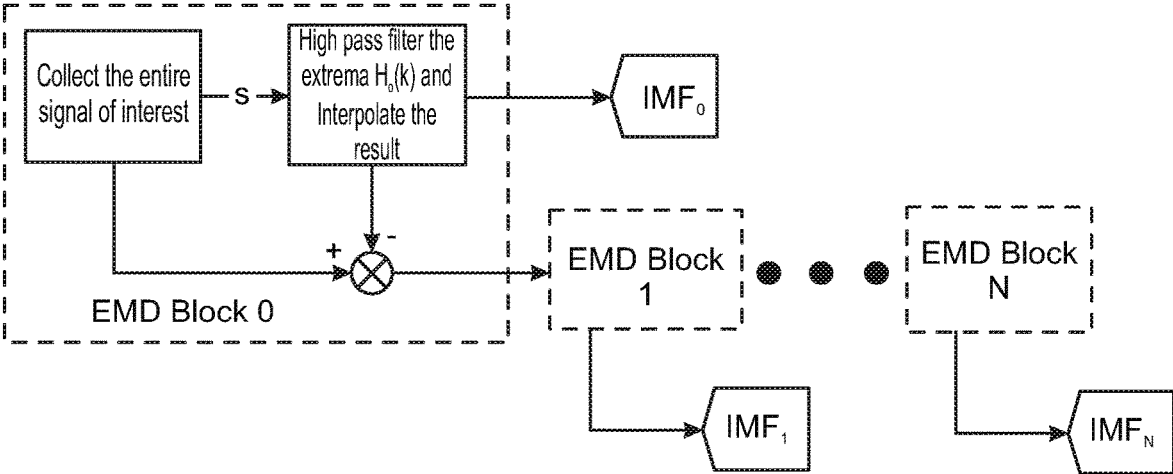 Collect the entire
signal of interest
S
High pass filter the
extrema H₀(k) and
Interpolate the
result
IMF₀
+
-
EMD Block 0
EMD Block
1
EMD Block
N
IMF₁
IMF_N